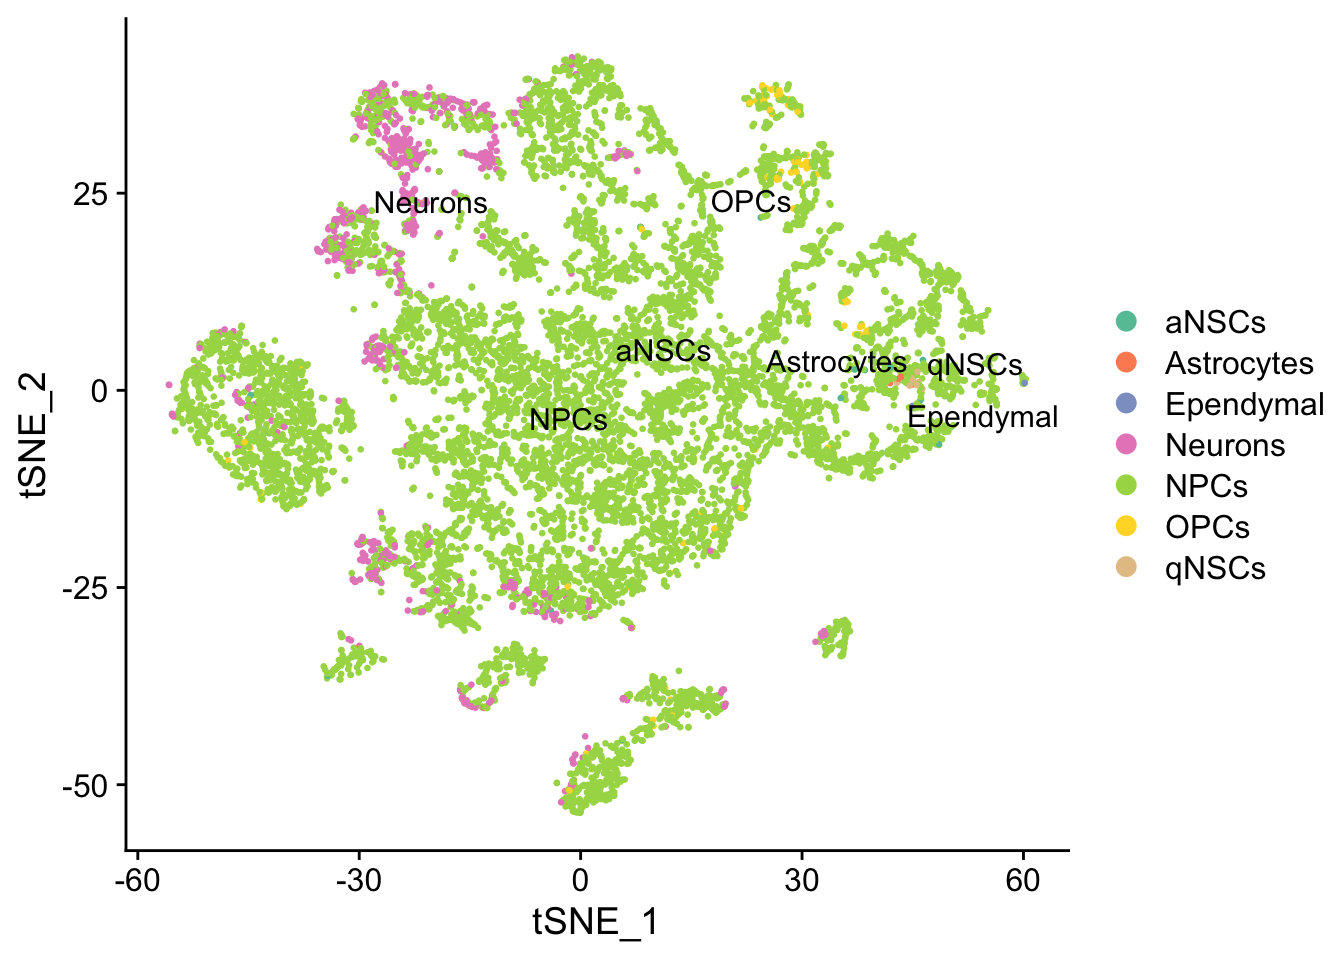 tSNE_2
25
0
-25
-50
-60
-30
0
30
60
tSNE_1
Neurons
OPCs
aNSCs
Astrocytes
qNSCs
NPCs
Ependymal
aNSCs
Astrocytes
Ependymal
Neurons
NPCs
OPCs
qNSCs